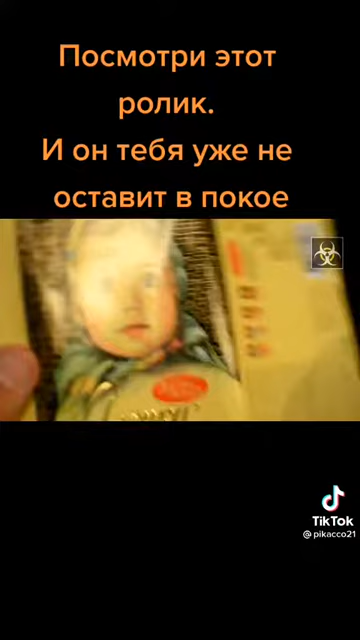 Посмотри этот
ролик.
И он тебя уже не
оставит в покое
TikTok
@pikacco21